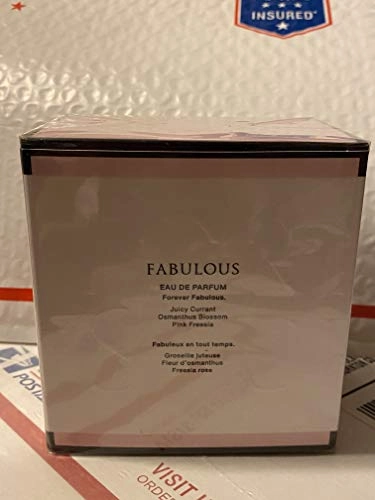 INSURED
FABULOUS
EAU DE PARFUM
Forever Fabulous.
Juicy Currant
Osmanthus Blossom
Pink Freesia
Fabuleux en tout temps.
Groseille juteuse
Fleur d'osmanthus
Freesia rose
VISIT